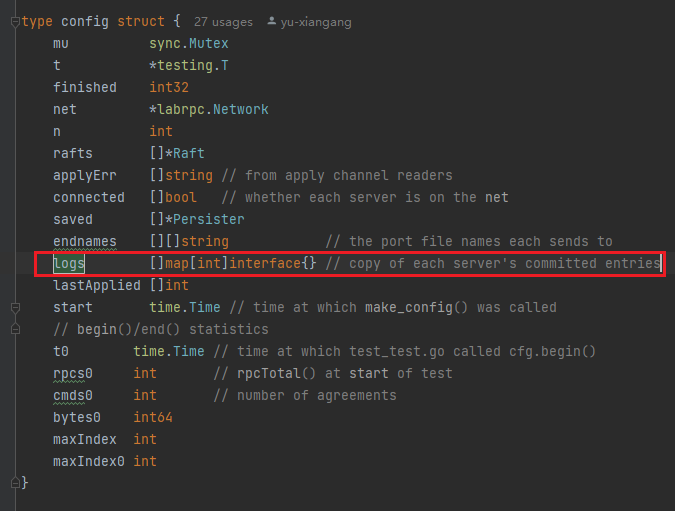 type config struct { 27 usages yu-xiangang
mu sync.Mutex
t *testing.T
finished int32
net *labrpc.Network
n int
rafts []*Raft
applyErr []string // from apply channel readers
connected []bool // whether each server is on the net
saved []*Persister
endnames [][]string // the port file names each sends to
logs []map[int]interface{} // copy of each server's committed entries
lastApplied []int
start time.Time // time at which make_config() was called
// begin()/end() statistics
t0 time.Time // time at which test_test.go called cfg.begin()
rpcs0 int // rpcTotal() at start of test
cmds0 int // number of agreements
bytes0 int64
maxIndex int
maxIndex0 int
}